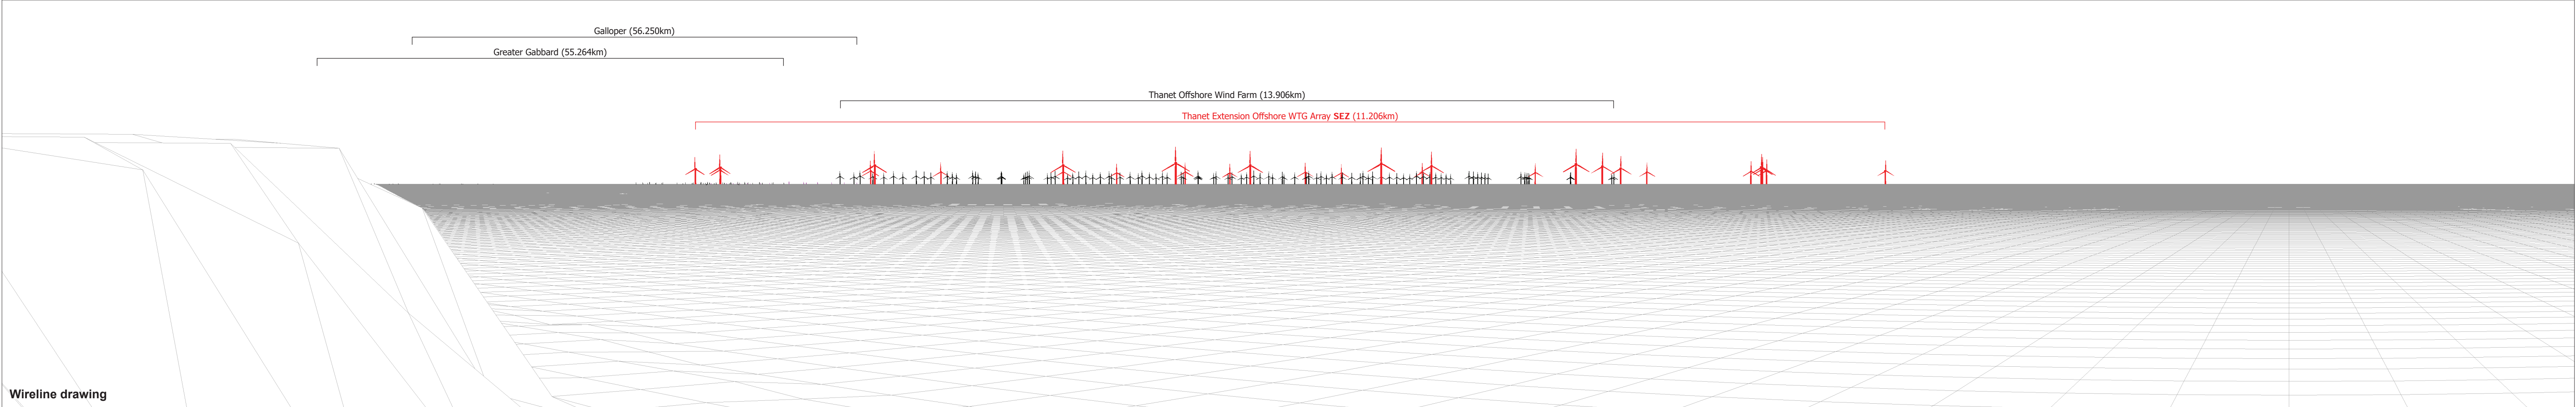 Galloper (56.250km)
Greater Gabbard (55.264km)
Thanet Offshore Wind Farm (13.906km)
Thanet Extension Offshore WTG Array SEZ (11.206km)
Wireline drawing